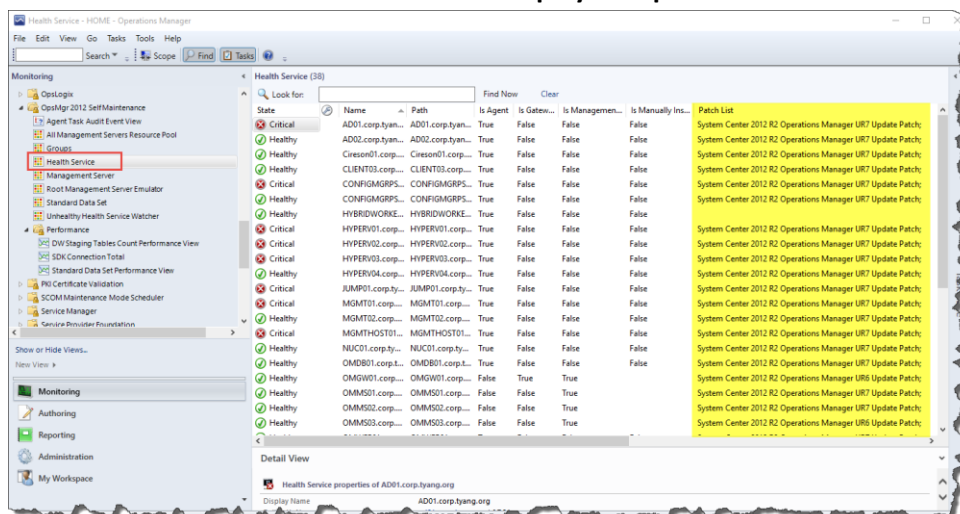 Health Service - HOME - Operations Manager
File Edit View Go Tasks Tools Help
Search Scope Find Tasks
Monitoring
Health Service (38)
OpsLogix
OpsMgr 2012 SelfMaintenance
Agent Task Audit Event View
All Management Servers Resource Pool
Groups
Health Service
Management Server
Root Management Server Emulator
Standard Data Set
Unhealthy Health Service Watcher
Performance
DW Staging Tables Count Performance View
SDK Connection Total
Standard Data Set Performance View
PKI Certificate Validation
SCOM Maintenance Mode Scheduler
Service Manager
Service Provider Foundation
Show or Hide Views...
New View
Monitoring
Authoring
Reporting
Administration
My Workspace
Look for: Find Now Clear
State Name Path Is Agent Is Gatew... Is Managemen... Is Manually Ins... Patch List
Critical AD01.corp.tyan... AD01.corp.tyan... True False False False System Center 2012 R2 Operations Manager UR7 Update Patch;
Healthy AD02.corp.tyan... AD02.corp.tyan... True False False False System Center 2012 R2 Operations Manager UR7 Update Patch;
Healthy Cireson01.corp.... Cireson01.corp.... True False False False System Center 2012 R2 Operations Manager UR7 Update Patch;
Healthy CLIENT03.corp.... CLIENT03.corp.... True False False False System Center 2012 R2 Operations Manager UR7 Update Patch;
Critical CONFIGMGRPS... CONFIGMGRPS... True False False False System Center 2012 R2 Operations Manager UR7 Update Patch;
Healthy CONFIGMGRPS... CONFIGMGRPS... True False False False System Center 2012 R2 Operations Manager UR7 Update Patch;
Healthy HYBRIDWORKE... HYBRIDWORKE... True False False False
Critical HYPERV01.corp... HYPERV01.corp... True False False False System Center 2012 R2 Operations Manager UR7 Update Patch;
Critical HYPERV02.corp... HYPERV02.corp... True False False False System Center 2012 R2 Operations Manager UR7 Update Patch;
Critical HYPERV03.corp... HYPERV03.corp... True False False False System Center 2012 R2 Operations Manager UR7 Update Patch;
Healthy HYPERV04.corp... HYPERV04.corp... True False False False System Center 2012 R2 Operations Manager UR7 Update Patch;
Critical JUMP01.corp.ty... JUMP01.corp.ty... True False False False System Center 2012 R2 Operations Manager UR7 Update Patch;
Critical MGMT01.corp.... MGMT01.corp.... True False False False System Center 2012 R2 Operations Manager UR7 Update Patch;
Healthy MGMT02.corp.... MGMT02.corp.... True False False False System Center 2012 R2 Operations Manager UR7 Update Patch;
Critical MGMTHOST01... MGMTHOST01... True False False False System Center 2012 R2 Operations Manager UR7 Update Patch;
Healthy NUC01.corp.ty... NUC01.corp.ty... True False False False System Center 2012 R2 Operations Manager UR7 Update Patch;
Healthy OMDB01.corp.t... OMDB01.corp.t... True False False False System Center 2012 R2 Operations Manager UR7 Update Patch;
Healthy OMGW01.corp.... OMGW01.corp.... False True True System Center 2012 R2 Operations Manager UR6 Update Patch;
Healthy OMMS01.corp.... OMMS01.corp.... False False True System Center 2012 R2 Operations Manager UR7 Update Patch;
Healthy OMMS02.corp.... OMMS02.corp.... False False True System Center 2012 R2 Operations Manager UR7 Update Patch;
Healthy OMMS03.corp.... OMMS03.corp.... False False True System Center 2012 R2 Operations Manager UR6 Update Patch;
Detail View
Health Service properties of AD01.corp.tyang.org
Display Name AD01.corp.tyang.org